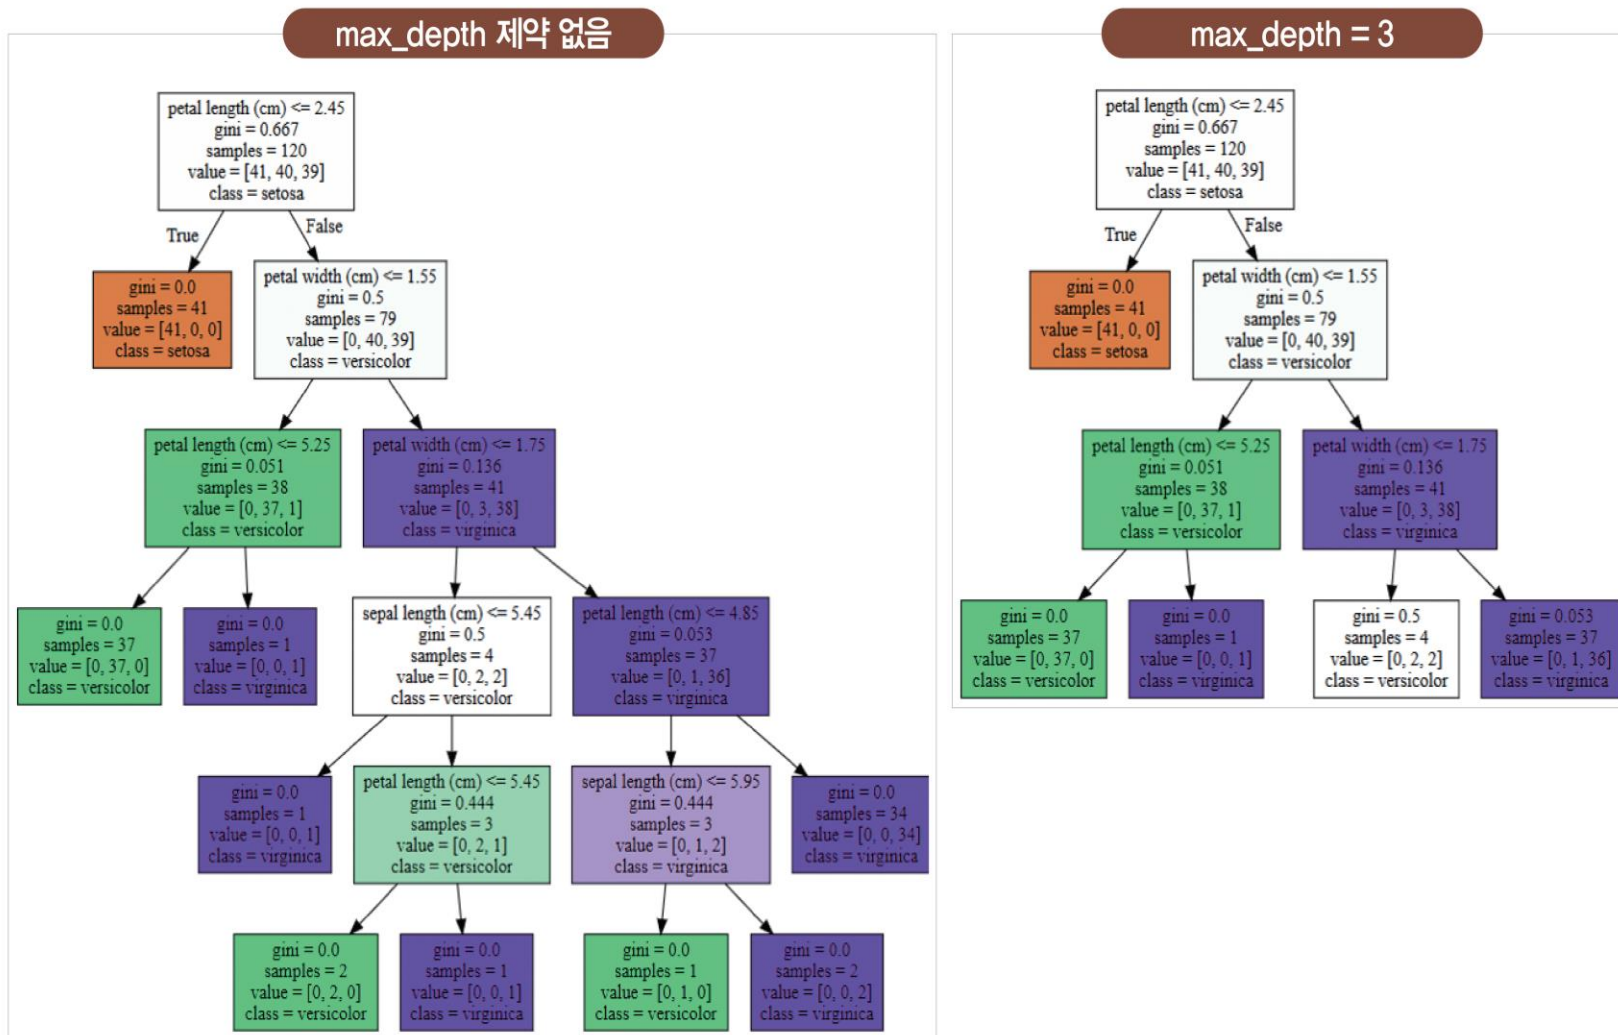 max_depth 제약 없음
petal length (cm) <= 2.45
gini = 0.667
samples = 120
value = [41, 40, 39]
class = setosa
True
False
gini = 0.0
samples = 41
value = [41, 0, 0]
class = setosa
petal width (cm) <= 1.55
gini = 0.5
samples = 79
value = [0, 40, 39]
class = versicolor
petal length (cm) <= 5.25
gini = 0.051
samples = 38
value = [0, 37, 1]
class = versicolor
petal width (cm) <= 1.75
gini = 0.136
samples = 41
value = [0, 3, 38]
class = virginica
gini = 0.0
samples = 37
value = [0, 37, 0]
class = versicolor
gini = 0.0
samples = 1
value = [0, 0, 1]
class = virginica
sepal length (cm) <= 5.45
gini = 0.5
samples = 4
value = [0, 2, 2]
class = versicolor
petal length (cm) <= 4.85
gini = 0.053
samples = 37
value = [0, 1, 36]
class = virginica
gini = 0.0
samples = 1
value = [0, 0, 1]
class = virginica
petal length (cm) <= 5.45
gini = 0.444
samples = 3
value = [0, 2, 1]
class = versicolor
sepal length (cm) <= 5.95
gini = 0.444
samples = 3
value = [0, 1, 2]
class = virginica
gini = 0.0
samples = 34
value = [0, 0, 34]
class = virginica
gini = 0.0
samples = 2
value = [0, 2, 0]
class = versicolor
gini = 0.0
samples = 1
value = [0, 0, 1]
class = virginica
gini = 0.0
samples = 1
value = [0, 1, 0]
class = versicolor
gini = 0.0
samples = 2
value = [0, 0, 2]
class = virginica
max_depth = 3
petal length (cm) <= 2.45
gini = 0.667
samples = 120
value = [41, 40, 39]
class = setosa
True
False
gini = 0.0
samples = 41
value = [41, 0, 0]
class = setosa
petal width (cm) <= 1.55
gini = 0.5
samples = 79
value = [0, 40, 39]
class = versicolor
petal length (cm) <= 5.25
gini = 0.051
samples = 38
value = [0, 37, 1]
class = versicolor
petal width (cm) <= 1.75
gini = 0.136
samples = 41
value = [0, 3, 38]
class = virginica
gini = 0.0
samples = 37
value = [0, 37, 0]
class = versicolor
gini = 0.0
samples = 1
value = [0, 0, 1]
class = virginica
gini = 0.5
samples = 4
value = [0, 2, 2]
class = versicolor
gini = 0.053
samples = 37
value = [0, 1, 36]
class = virginica